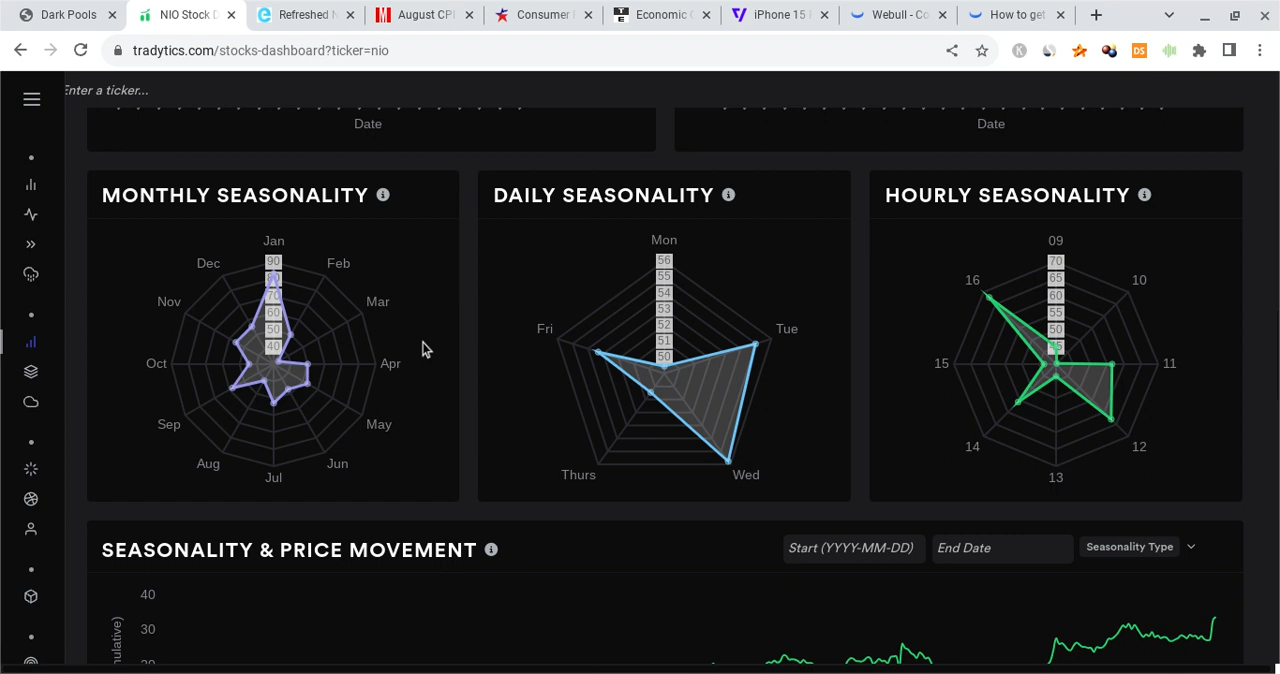 Dark Pools
NIO Stock D
Refreshed N
August CPI
Consumer
Economic C
iPhone 15
Webull - Co
How to get
tradytics.com/stocks-dashboard?ticker=nio
K
DS
Enter a ticker...
Date
Date
MONTHLY SEASONALITY
Jan
Feb
Mar
Apr
May
Jun
Jul
Aug
Sep
Oct
Nov
Dec
90
70
60
50
40
DAILY SEASONALITY
Mon
Tue
Wed
Thurs
Fri
56
55
54
53
52
51
50
HOURLY SEASONALITY
09
10
11
12
13
14
15
16
70
65
60
55
50
SEASONALITY & PRICE MOVEMENT
Start (YYYY-MM-DD)
End Date
Seasonality Type
40
30